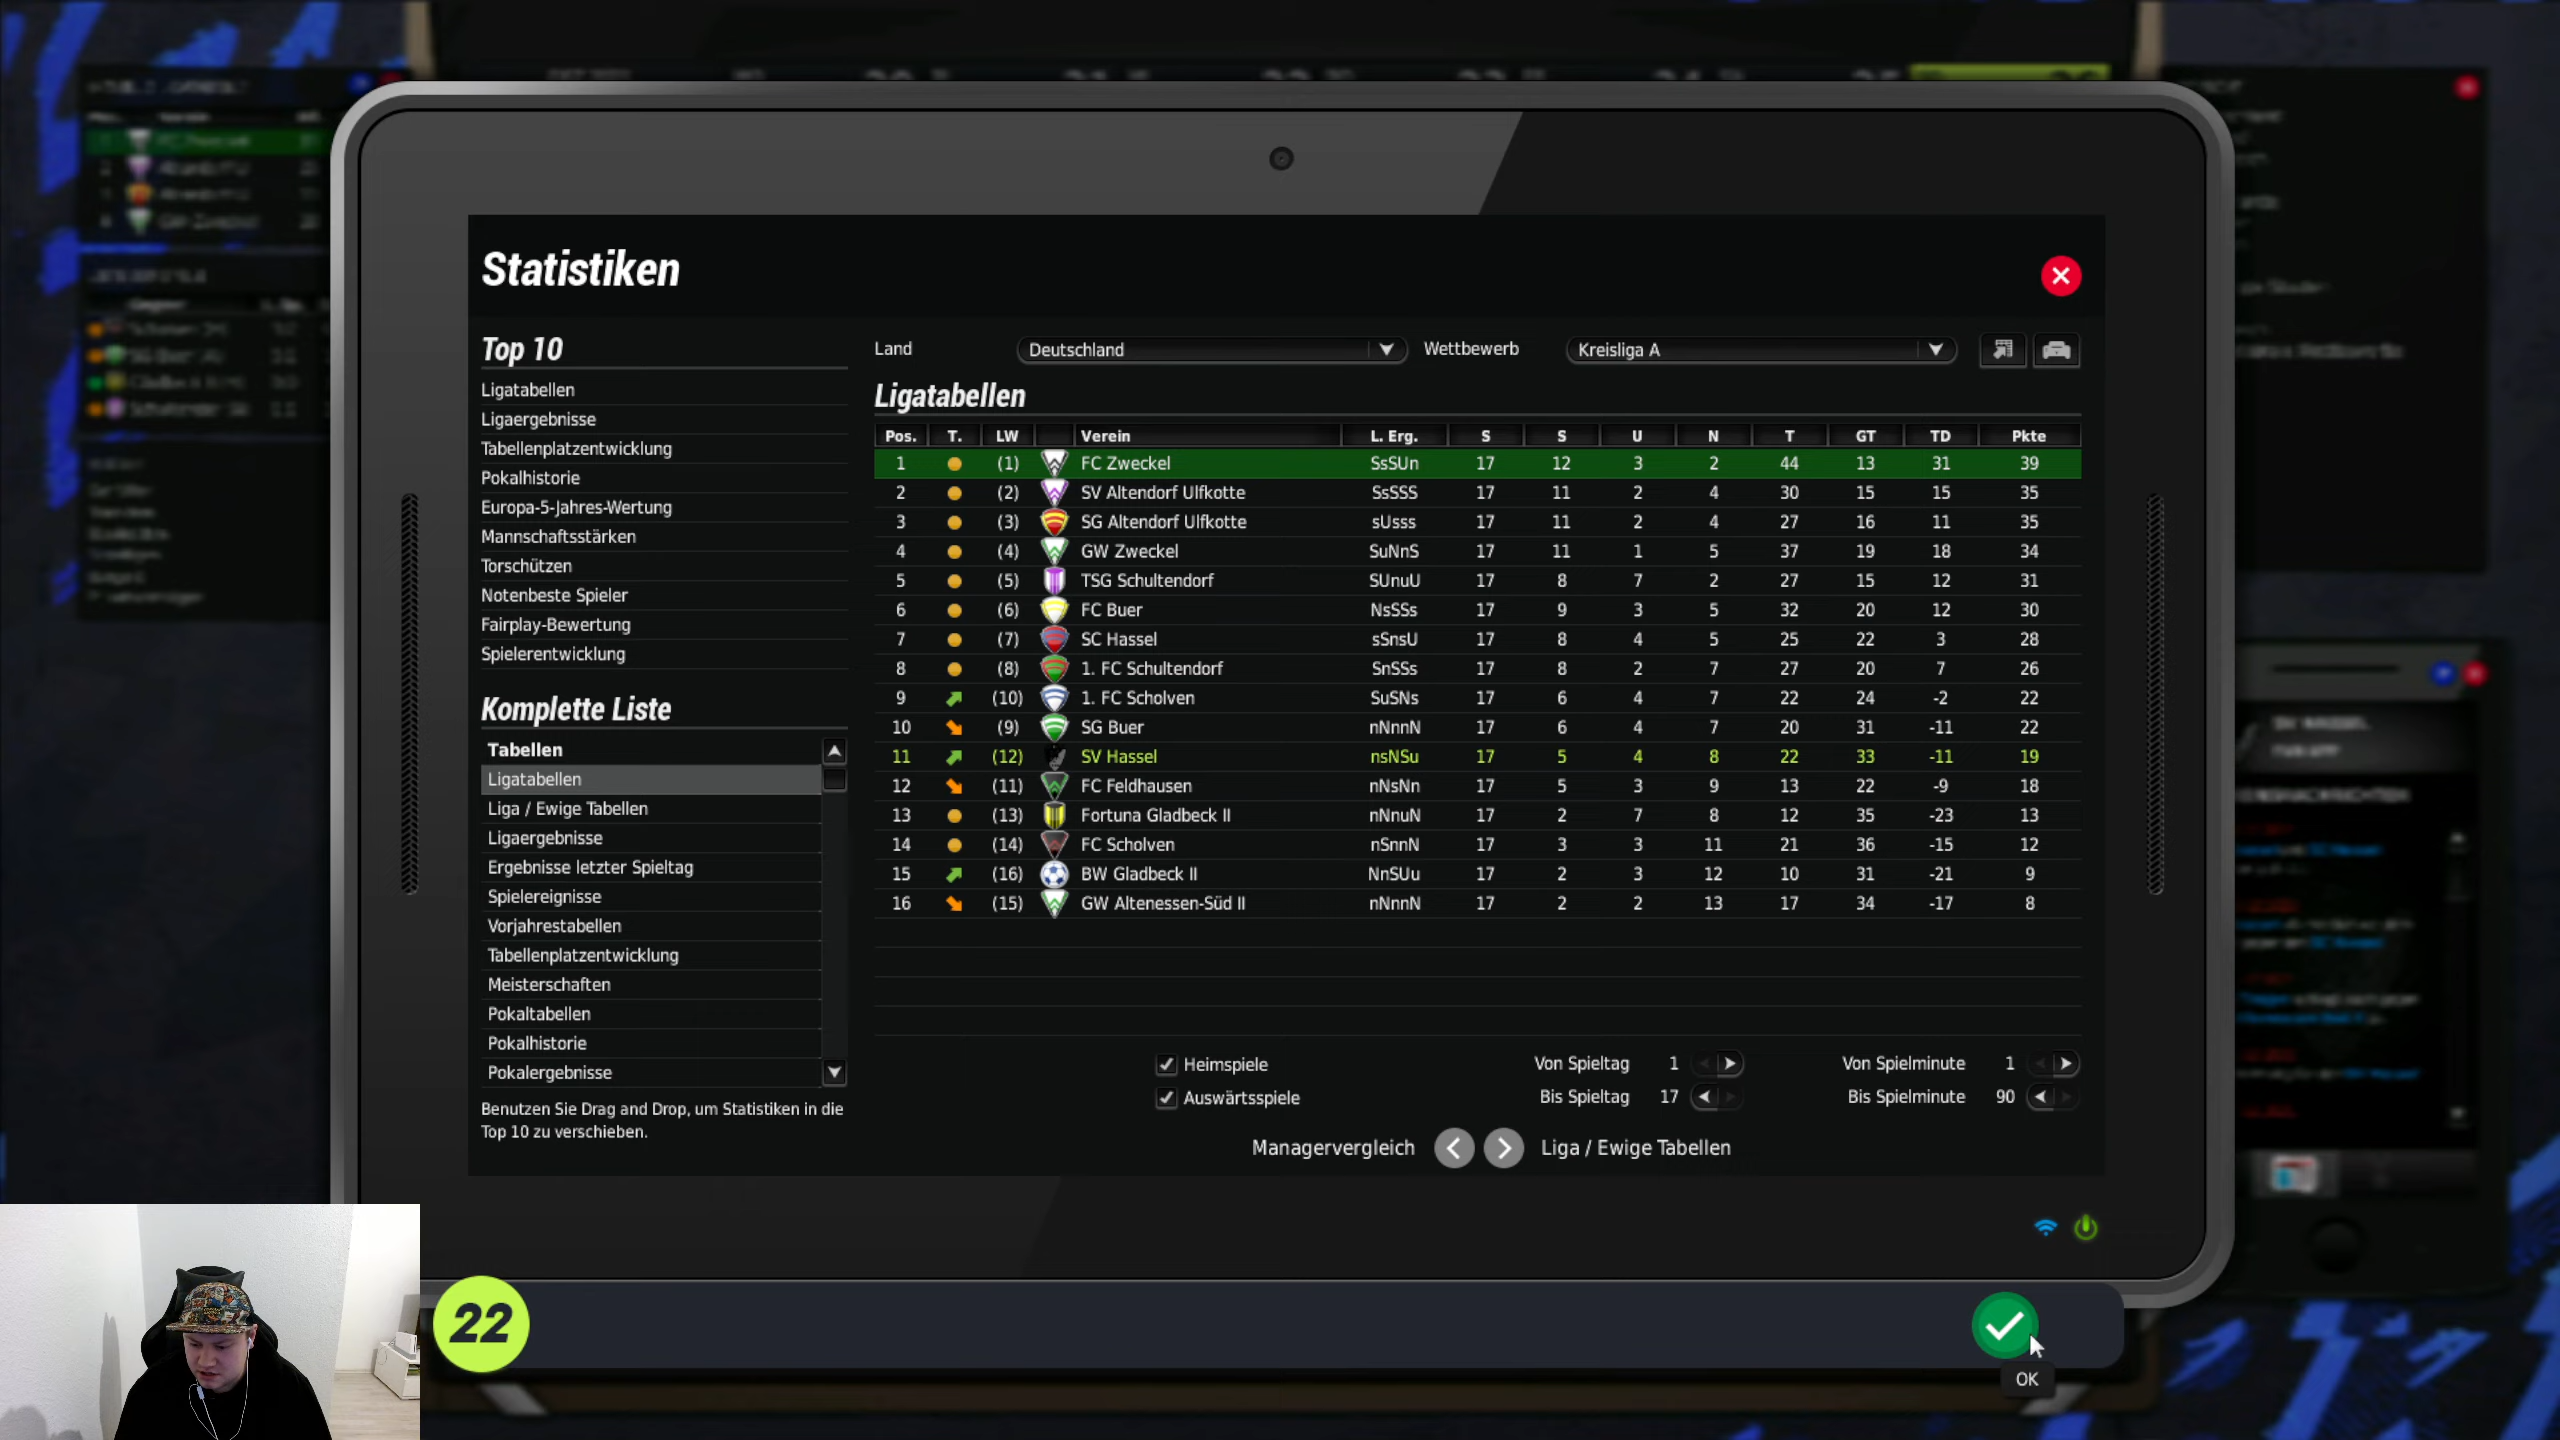 Statistiken
Top 10
Ligatabellen
Ligaergebnisse
Tabellenplatzentwicklung
Pokalhistorie
Europa-5-Jahres-Wertung
Mannschaftsstärken
Torschützen
Notenbeste Spieler
Fairplay-Bewertung
Spielerentwicklung
Komplette Liste
Tabellen
Ligatabellen
Liga / Ewige Tabellen
Ligaergebnisse
Ergebnisse letzter Spieltag
Spielereignisse
Vorjahrestabellen
Tabellenplatzentwicklung
Meisterschaften
Pokaltabellen
Pokalhistorie
Pokalergebnisse
Benutzen Sie Drag and Drop, um Statistiken in die
Top 10 zu verschieben.
Land Deutschland Wettbewerb Kreisliga A
Ligatabellen
Pos. T. LW Verein L. Erg. S S U N T GT TD Pkte
1 (1) FC Zweckel SsSUn 17 12 3 2 44 13 31 39
2 (2) SV Altendorf Ulfkotte SsSSS 17 11 2 4 30 15 15 35
3 (3) SG Altendorf Ulfkotte sUsss 17 11 2 4 27 16 11 35
4 (4) GW Zweckel SuNnS 17 11 1 5 37 19 18 34
5 (5) TSG Schultendorf SUnuU 17 8 7 2 27 15 12 31
6 (6) FC Buer NsSSs 17 9 3 5 32 20 12 30
7 (7) SC Hassel sSnsU 17 8 4 5 25 22 3 28
8 (8) 1. FC Schultendorf SnSSs 17 8 2 7 27 20 7 26
9 (10) 1. FC Scholven SuSNs 17 6 4 7 22 24 -2 22
10 (9) SG Buer nNnnN 17 6 4 7 20 31 -11 22
11 (12) SV Hassel nsNSu 17 5 4 8 22 33 -11 19
12 (11) FC Feldhausen nNsNn 17 5 3 9 13 22 -9 18
13 (13) Fortuna Gladbeck II nNnuN 17 2 7 8 12 35 -23 13
14 (14) FC Scholven nSnnN 17 3 3 11 21 36 -15 12
15 (16) BW Gladbeck II NnSUu 17 2 3 12 10 31 -21 9
16 (15) GW Altenessen-Süd II nNnnN 17 2 2 13 17 34 -17 8
Heimspiele Von Spieltag 1 Von Spielminute 1
Auswärtsspiele Bis Spieltag 17 Bis Spielminute 90
Managervergleich Liga / Ewige Tabellen
22
OK